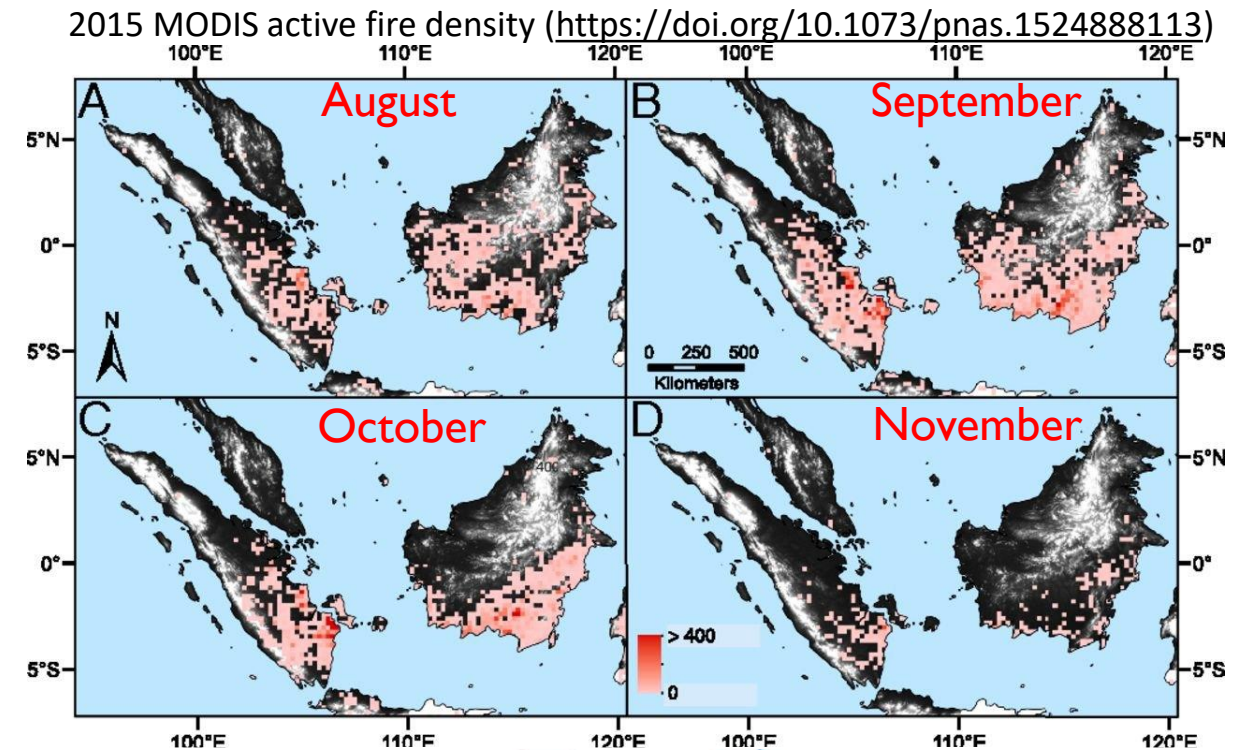 2015 MODIS active fire density (https://doi.org/10.1073/pnas.1524888113)
100°E 110°E 120°E 100°E 110°E 120°E
A August B September
5°N 5°N
0° 0°
N
0 250 500
5°S 5°S
Kilometers
C October D November
400
5°N 5°N
0° 0°
> 400
5°S 5°S
0
100°E 110°E 120°E 100°E 110°E 120°E